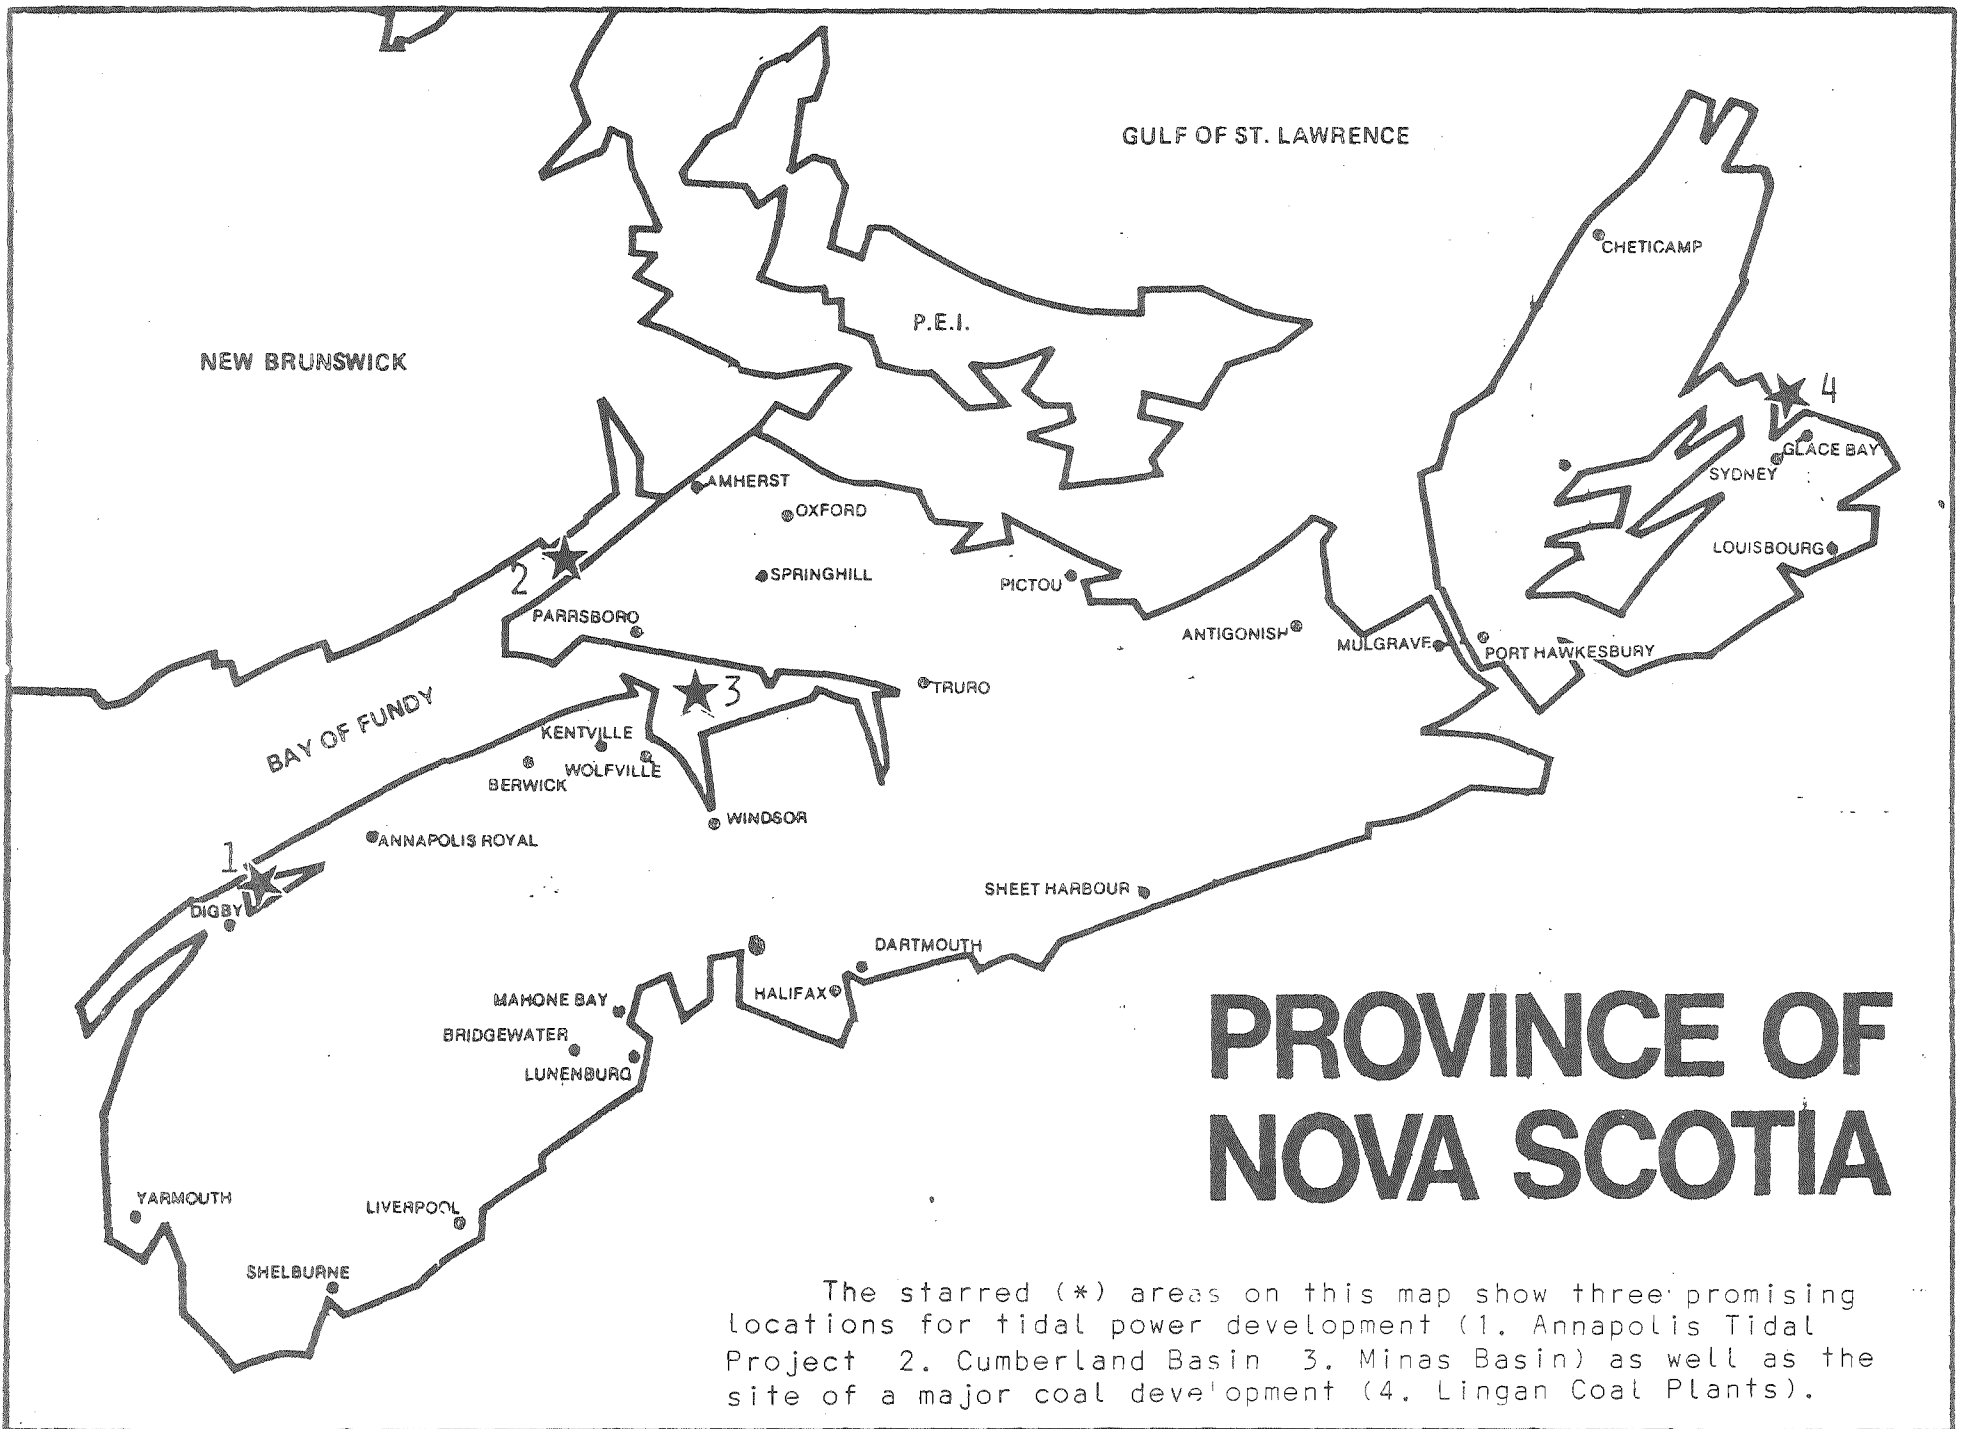 GULF OF ST. LAWRENCE
CHETICAMP
P.E.I.
NEW BRUNSWICK
4
GLACE BAY
SYDNEY
AMHERST
OXFORD
LOUISBOURG
2
SPRINGHILL
PICTOU
PARRSBORO
ANTIGONISH
MULGRAVE
PORT HAWKESBURY
3
TRURO
BAY OF FUNDY
KENTVILLE
WOLFVILLE
BERWICK
WINDSOR
ANNAPOLIS ROYAL
1
DIGBY
SHEET HARBOUR
DARTMOUTH
HALIFAX
MAHONE BAY
BRIDGEWATER
LUNENBURG
YARMOUTH
LIVERPOOL
SHELBURNE
PROVINCE OF
NOVA SCOTIA
The starred (*) areas on this map show three promising
locations for tidal power development (1. Annapolis Tidal
Project 2. Cumberland Basin 3. Minas Basin) as well as the
site of a major coal development (4. Lingan Coal Plants).